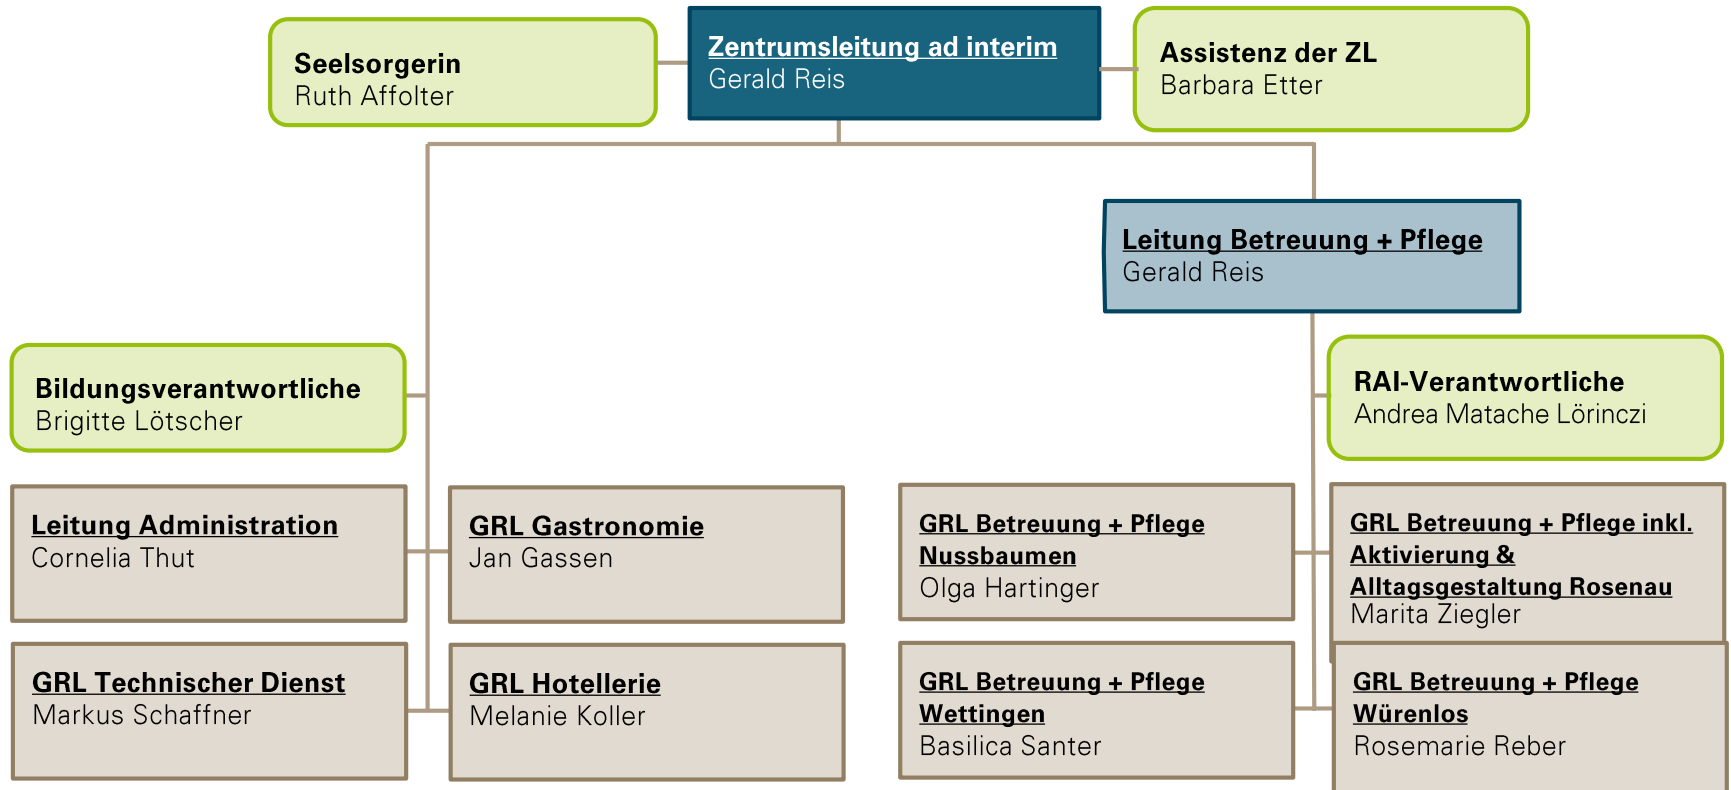 Seelsorgerin
Ruth Affolter
Zentrumsleitung ad interim
Gerald Reis
Assistenz der ZL
Barbara Etter
Leitung Betreuung + Pflege
Gerald Reis
Bildungsverantwortliche
Brigitte Lötscher
RAI-Verantwortliche
Andrea Matache Lörinczi
Leitung Administration
Cornelia Thut
GRL Gastronomie
Jan Gassen
GRL Betreuung + Pflege
Nussbaumen
Olga Hartinger
GRL Betreuung + Pflege inkl.
Aktivierung &
Alltagsgestaltung Rosenau
Marita Ziegler
GRL Technischer Dienst
Markus Schaffner
GRL Hotellerie
Melanie Koller
GRL Betreuung + Pflege
Wettingen
Basilica Santer
GRL Betreuung + Pflege
Würenlos
Rosemarie Reber